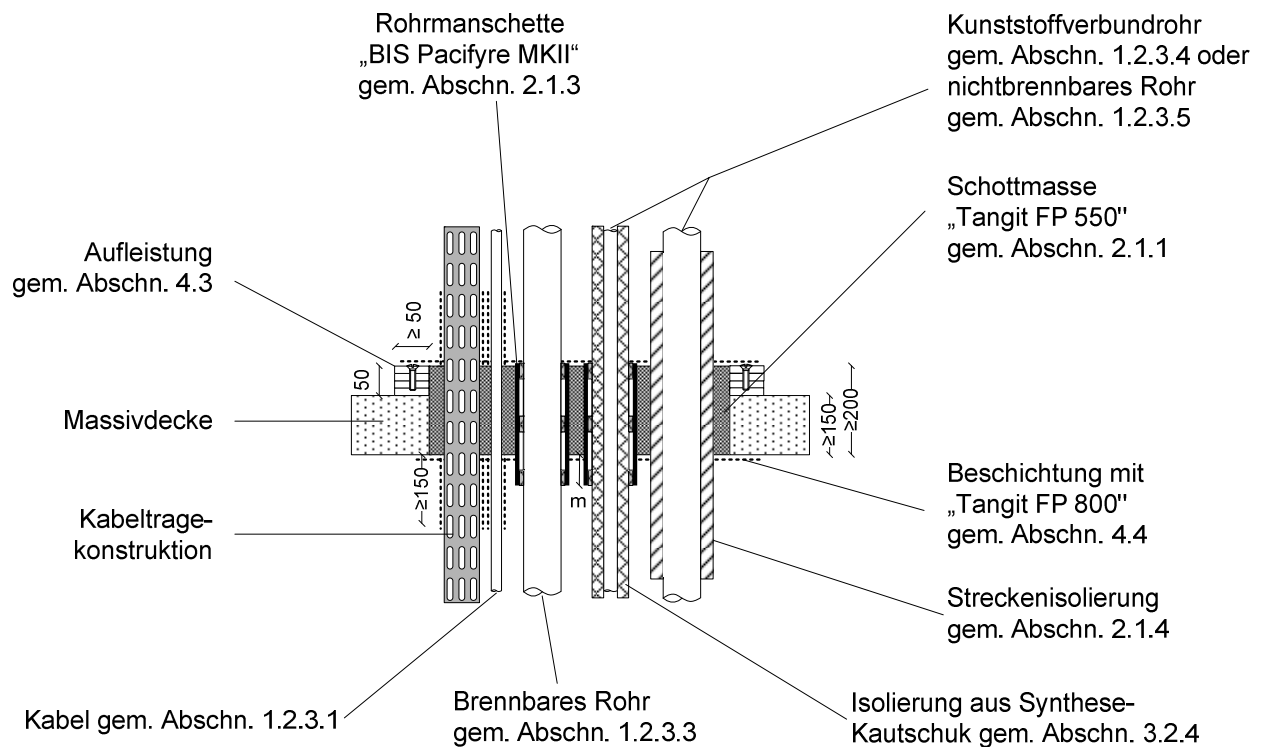 Rohrmanschette
„BIS Pacifyre MKII“
gem. Abschn. 2.1.3
Kunststoffverbundrohr
gem. Abschn. 1.2.3.4 oder
nichtbrennbares Rohr
gem. Abschn. 1.2.3.5
Schottmasse
„Tangit FP 550"
gem. Abschn. 2.1.1
Aufleistung
gem. Abschn. 4.3
≥ 50
50
Massivdecke
≥150
≥200
≥150
m
Kabeltrage-
konstruktion
Beschichtung mit
„Tangit FP 800"
gem. Abschn. 4.4
Streckenisolierung
gem. Abschn. 2.1.4
Kabel gem. Abschn. 1.2.3.1
Brennbares Rohr
gem. Abschn. 1.2.3.3
Isolierung aus Synthese-
Kautschuk gem. Abschn. 3.2.4